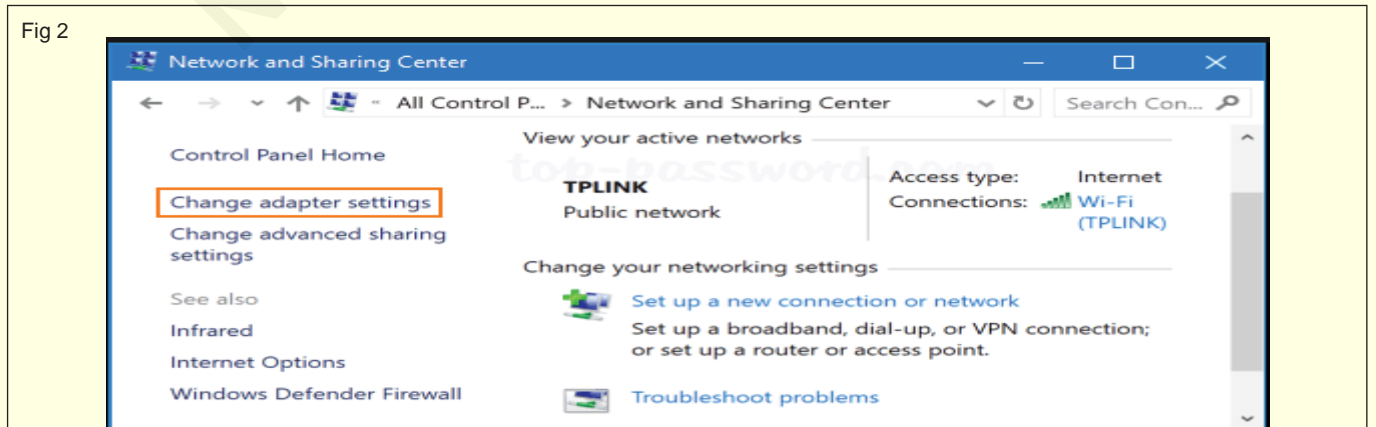 Fig 2
Network and Sharing Center
All Control P... > Network and Sharing Center
Search Con...
Control Panel Home
Change adapter settings
Change advanced sharing
settings
See also
Infrared
Internet Options
Windows Defender Firewall
View your active networks
top-password.com
TPLINK
Public network
Access type: Internet
Connections: Wi-Fi
(TPLINK)
Change your networking settings
Set up a new connection or network
Set up a broadband, dial-up, or VPN connection;
or set up a router or access point.
Troubleshoot problems